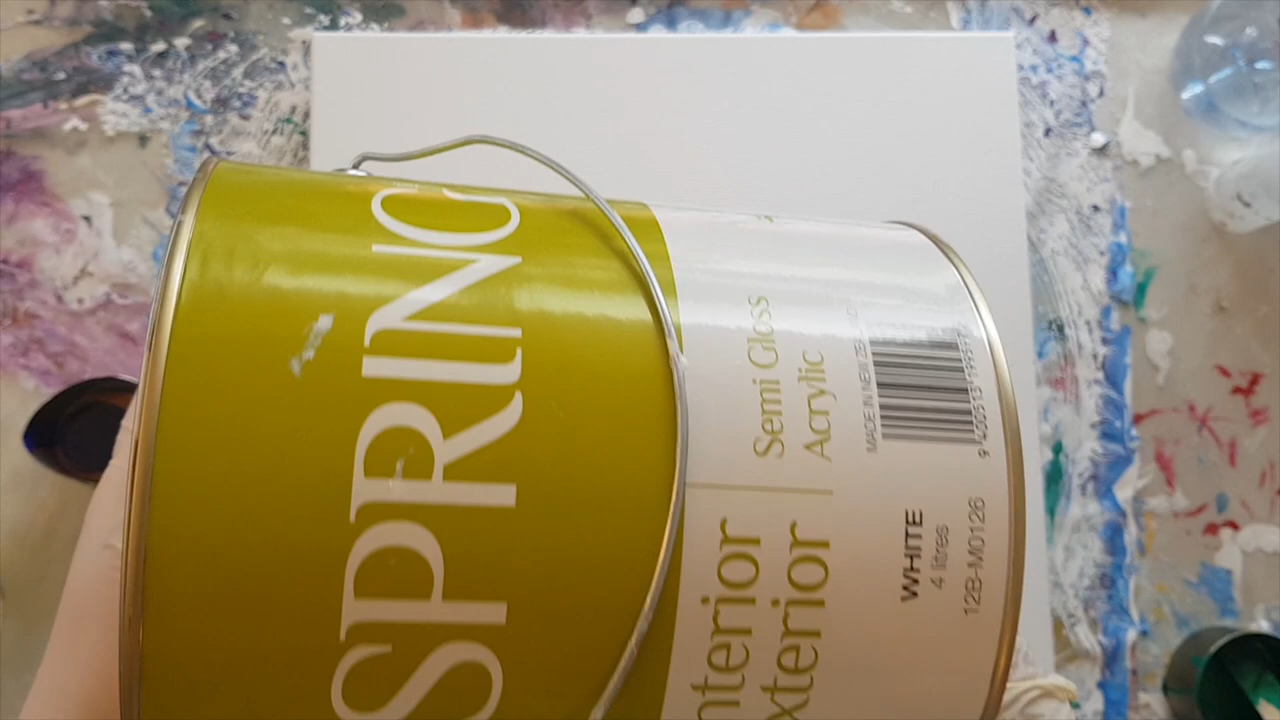 SPRING
Interior
Exterior
Semi Gloss
Acrylic
MADE IN NEW ZEALAND
WHITE
4 litres
12B-M0126